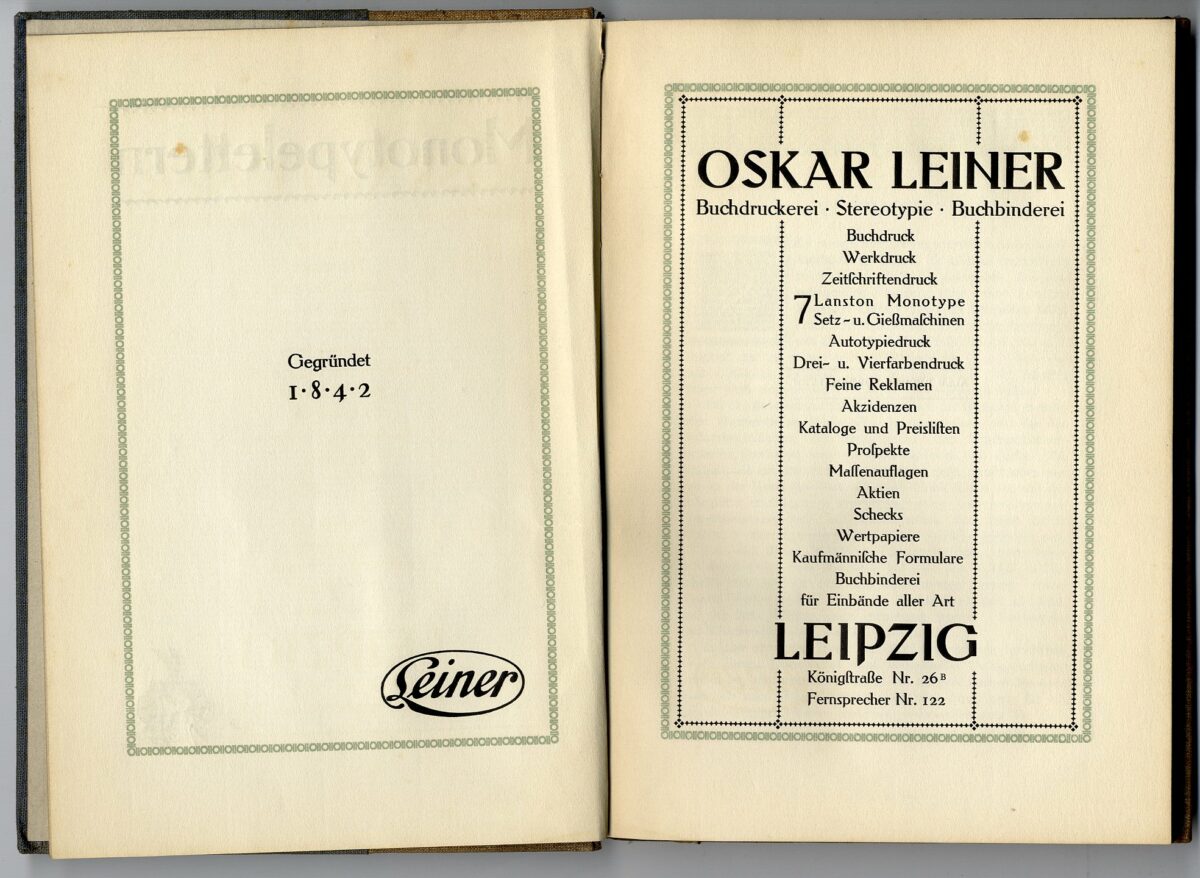 Monotypelettern
Gegründet
1·8·4·2
Leiner
OSKAR LEINER
Buchdruckerei · Stereotypie · Buchbinderei
Buchdruck
Werkdruck
Zeitſchriftendruck
7 Lanston Monotype
Setz- u. Gießmaſchinen
Autotypiedruck
Drei- u. Vierfarbendruck
Feine Reklamen
Akzidenzen
Kataloge und Preisliſten
Proſpekte
Maſſenauflagen
Aktien
Schecks
Wertpapiere
Kaufmänniſche Formulare
Buchbinderei
für Einbände aller Art
LEIPZIG
Königſtraße Nr. 26ᴮ
Fernsprecher Nr. 122